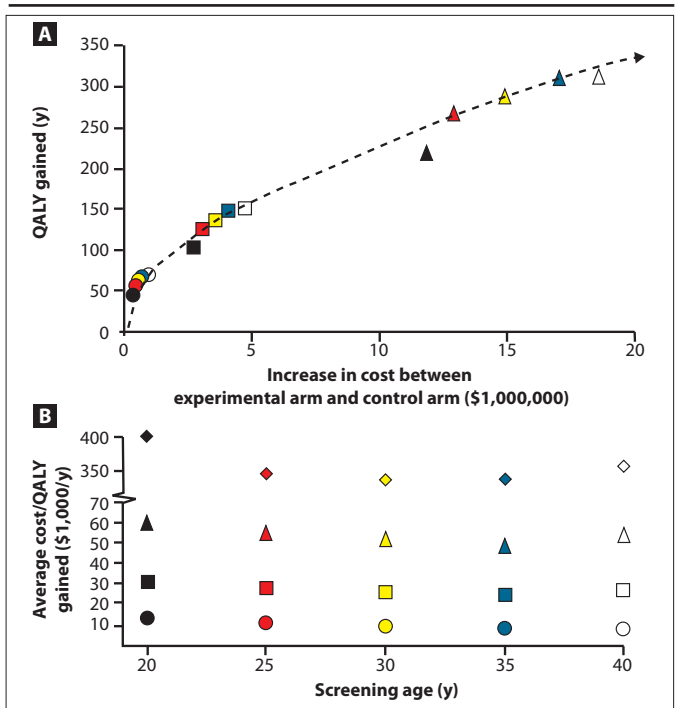 A
350
300
250
200
150
100
50
0
QALY gained (y)
0 5 10 15 20
Increase in cost between
experimental arm and control arm ($1,000,000)
B
400
350
70
60
50
40
30
20
10
Average cost/QALY
gained ($1,000/y)
20 25 30 35 40
Screening age (y)